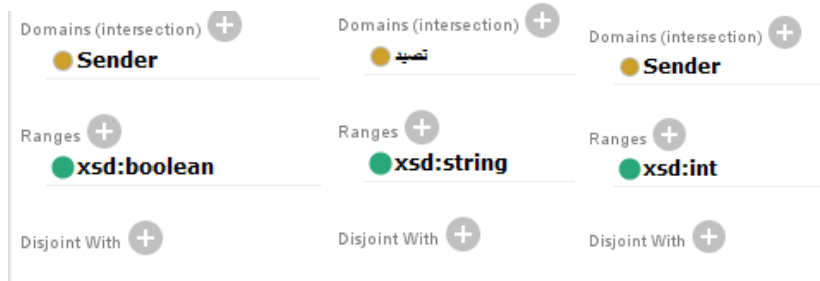 Domains (intersection)
Sender
Ranges
xsd:boolean
Disjoint With
Domains (intersection)
تصيد
Ranges
xsd:string
Disjoint With
Domains (intersection)
Sender
Ranges
xsd:int
Disjoint With